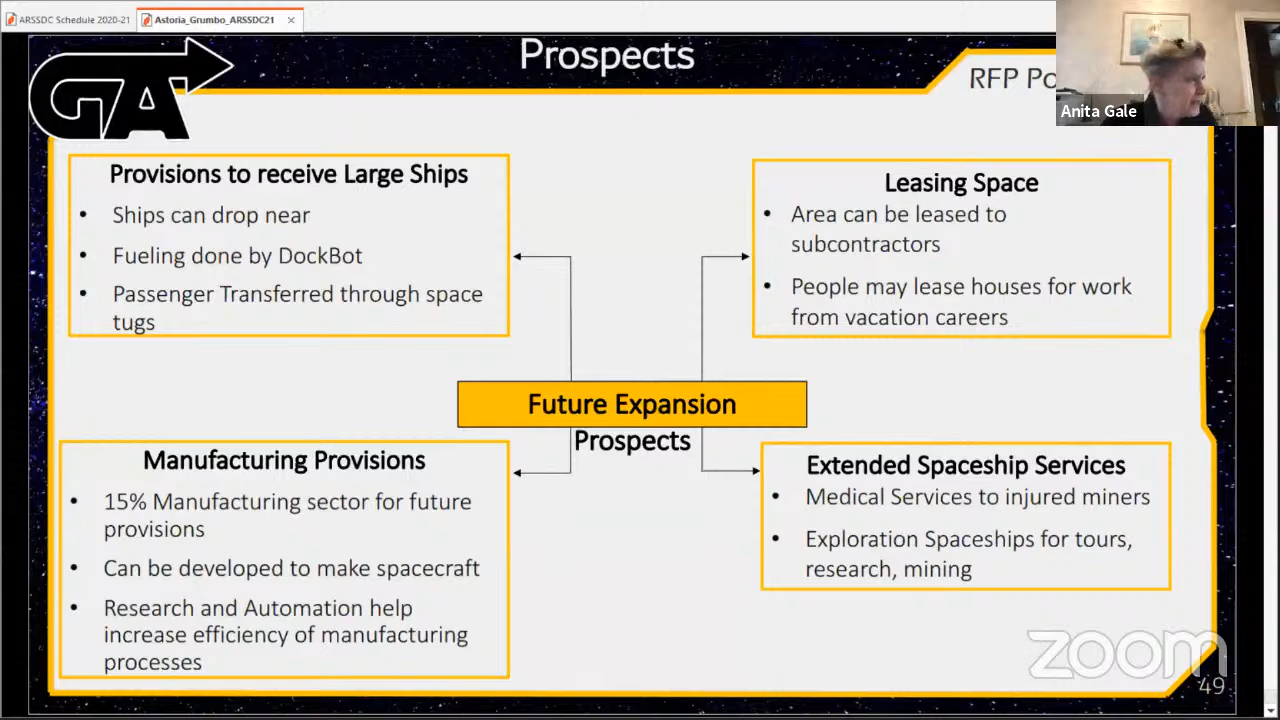 ARSSDC Schedule 2020-21
Astoria_Grumbo_ARSSDC21
Prospects
GA
RFP
Anita Gale
Provisions to receive Large Ships
• Ships can drop near
• Fueling done by DockBot
• Passenger Transferred through space
tugs
Leasing Space
• Area can be leased to
subcontractors
• People may lease houses for work
from vacation careers
Future Expansion
Prospects
Manufacturing Provisions
• 15% Manufacturing sector for future
provisions
• Can be developed to make spacecraft
• Research and Automation help
increase efficiency of manufacturing
processes
Extended Spaceship Services
• Medical Services to injured miners
• Exploration Spaceships for tours,
research, mining
zoom
49